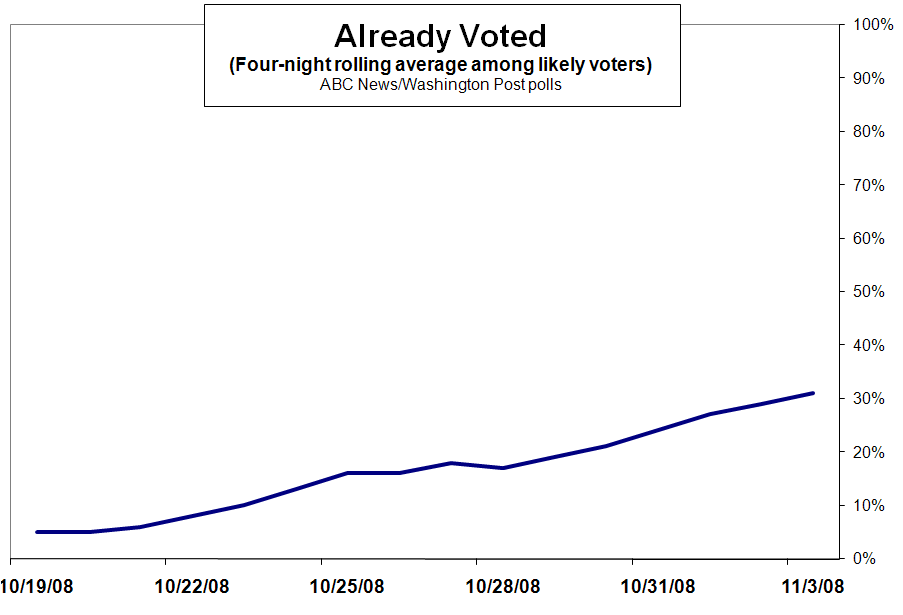 Already Voted
(Four-night rolling average among likely voters)
ABC News/Washington Post polls
100%
90%
80%
70%
60%
50%
40%
30%
20%
10%
0%
10/19/08 10/22/08 10/25/08 10/28/08 10/31/08 11/3/08